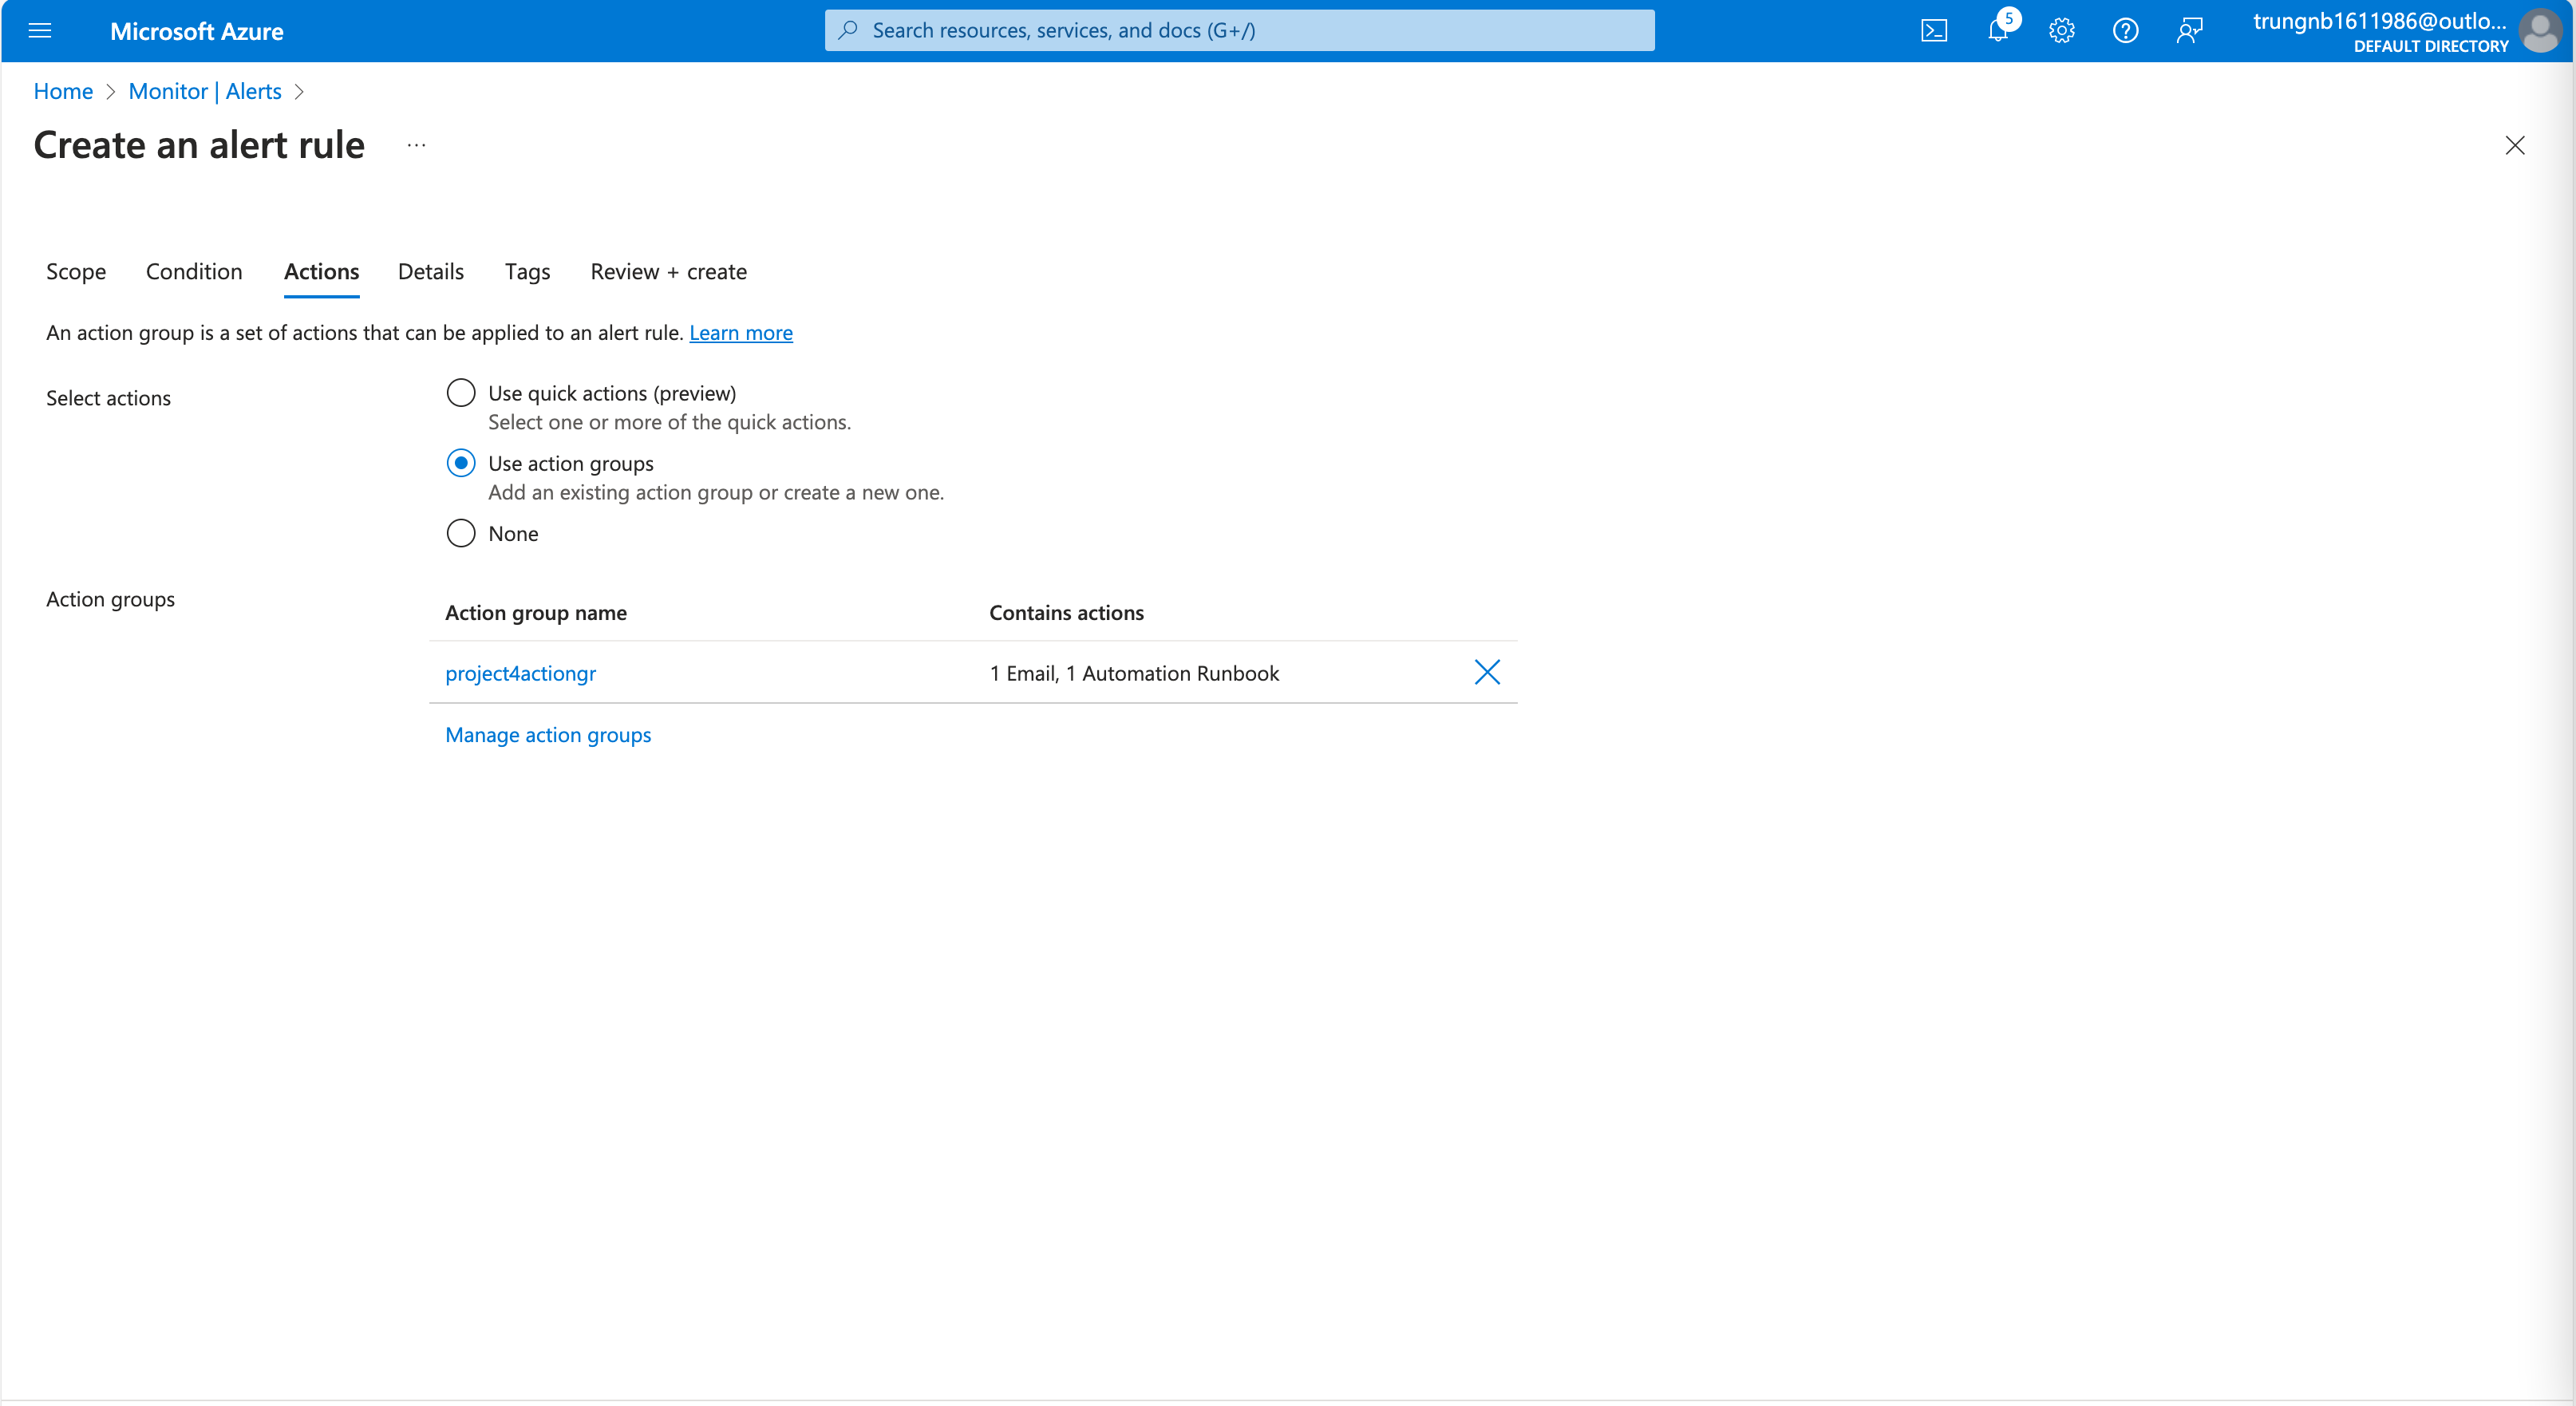 Microsoft Azure
Search resources, services, and docs (G+/)
5
trungnb1611986@outlo...
DEFAULT DIRECTORY
Home > Monitor | Alerts >
Create an alert rule ...
Scope Condition Actions Details Tags Review + create
An action group is a set of actions that can be applied to an alert rule. Learn more
Select actions
Use quick actions (preview)
Select one or more of the quick actions.
Use action groups
Add an existing action group or create a new one.
None
Action groups
Action group name Contains actions
project4actiongr 1 Email, 1 Automation Runbook
Manage action groups